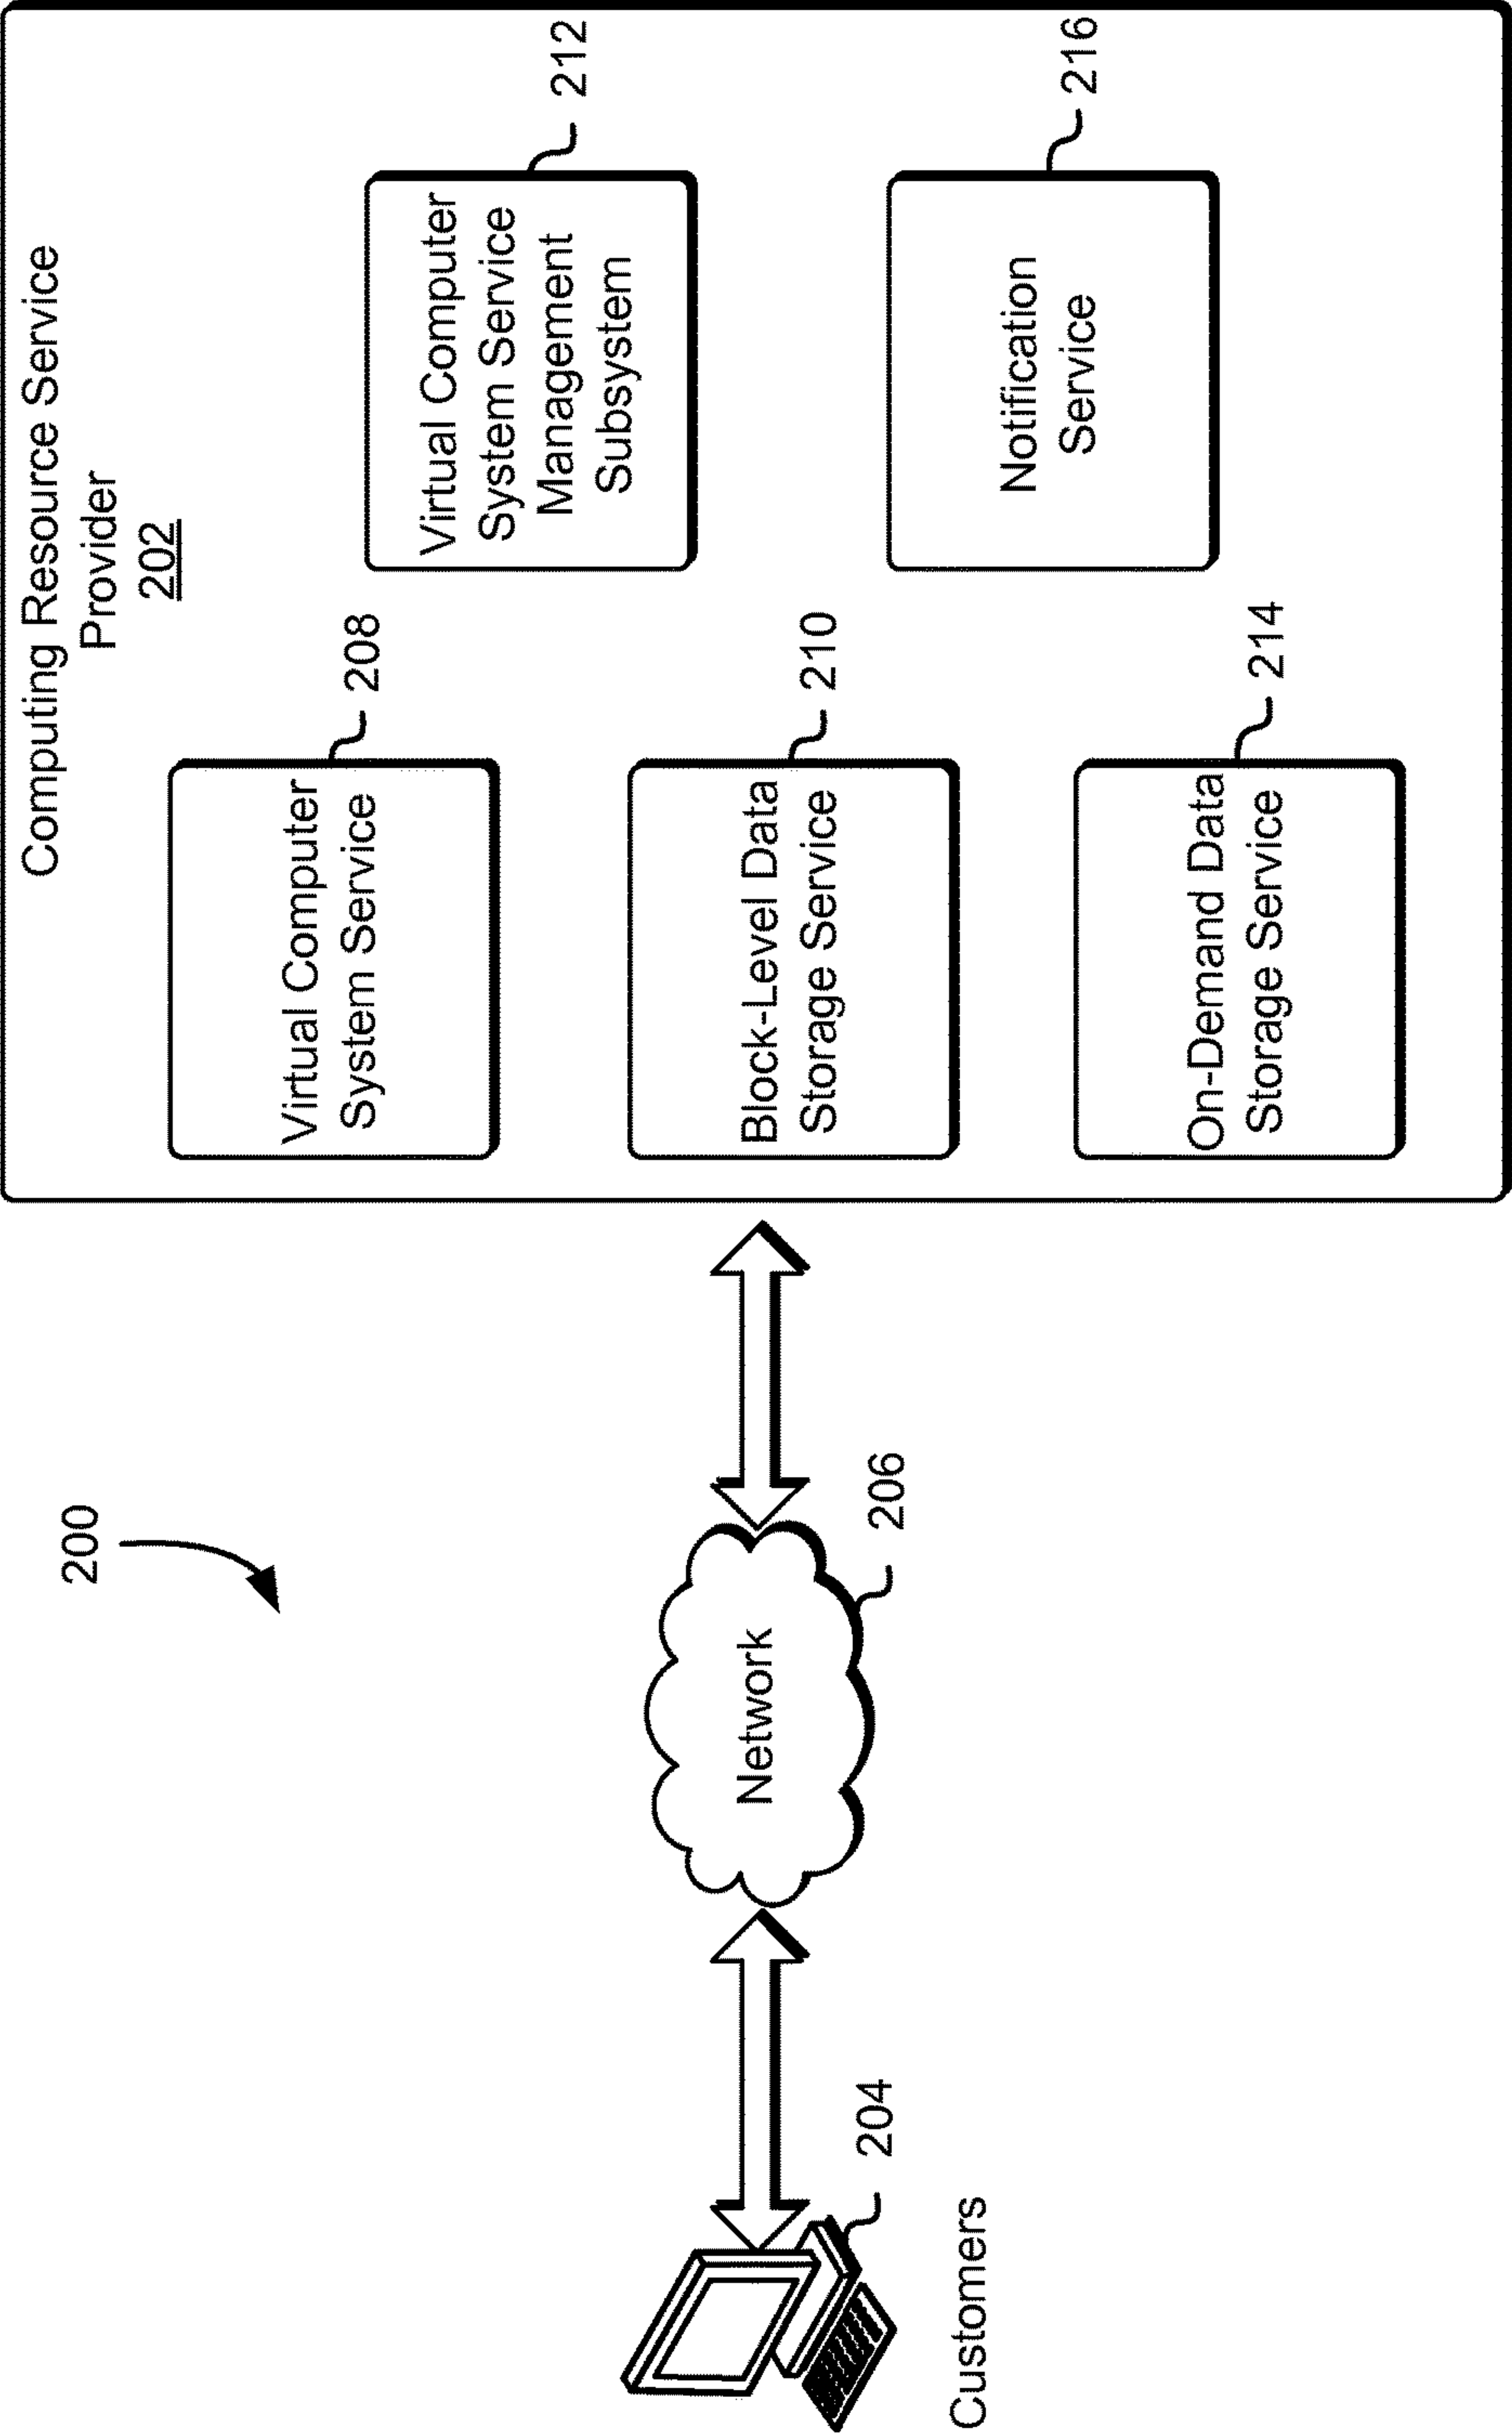 200
Computing Resource Service
Provider
202
Virtual Computer
System Service
208
Virtual Computer
System Service
Management
Subsystem
212
Block-Level Data
Storage Service
210
Notification
Service
216
On-Demand Data
Storage Service
214
Network
206
204
Customers